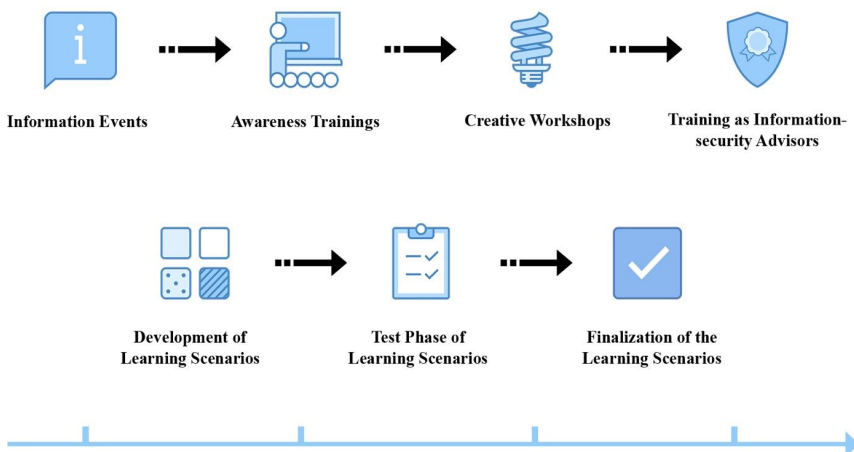 i
Information Events
Awareness Trainings
Creative Workshops
Training as Information-
security Advisors
Development of
Learning Scenarios
Test Phase of
Learning Scenarios
Finalization of the
Learning Scenarios